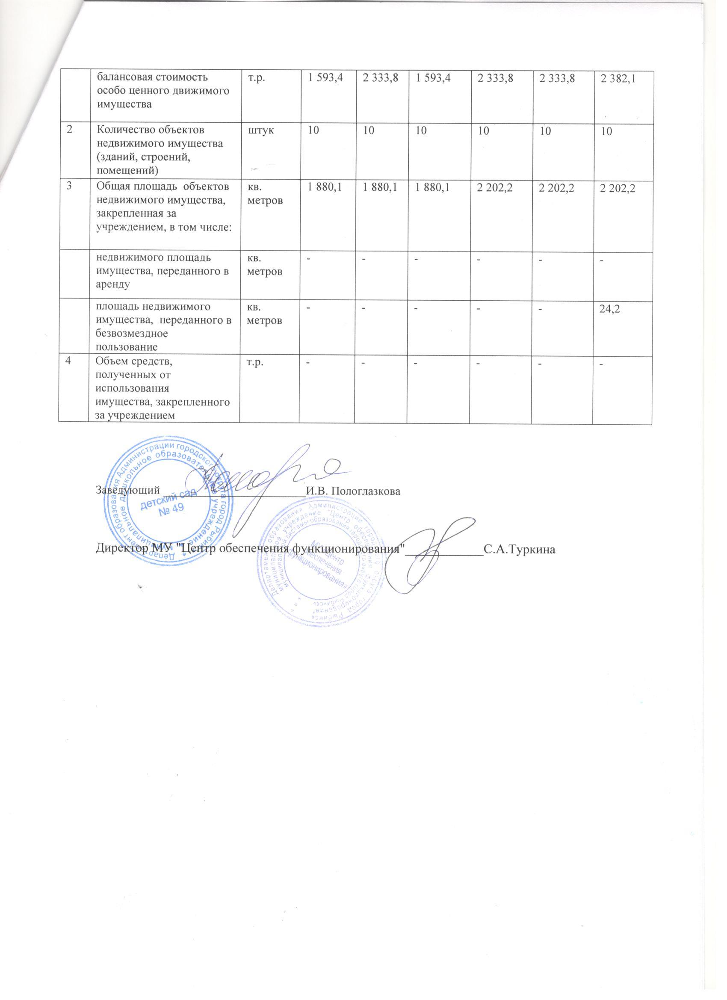 балансовая стоимость
особо ценного движимого
имущества
т.р.
1 593,4
2 333,8
1 593,4
2 333,8
2 333,8
2 382,1
2
Количество объектов
недвижимого имущества
(зданий, строений,
помещений)
штук
10
10
10
10
10
10
3
Общая площадь объектов
недвижимого имущества,
закрепленная за
учреждением, в том числе:
кв.
метров
1 880,1
1 880,1
1 880,1
2 202,2
2 202,2
2 202,2
недвижимого площадь
имущества, переданного в
аренду
кв.
метров
-
-
-
-
-
-
площадь недвижимого
имущества, переданного в
безвозмездное
пользование
кв.
метров
-
-
-
-
-
24,2
4
Объем средств,
полученных от
использования
имущества, закрепленного
за учреждением
т.р.
-
-
-
-
-
-
Заведующий ________________________И.В. Пологлазкова
Департамент образования Администрации городского округа город Рыбинск *
Муниципальное дошкольное образовательное учреждение *
детский сад
№ 49
Директор МУ "Центр обеспечения функционирования"_____________С.А.Туркина
Департамент образования Администрации городского округа город Рыбинск
муниципальное учреждение "Центр обеспечения функционирования"
муниципальной системы образования городского округа город Рыбинск»
МУ «Центр
обеспечения
функционирования»